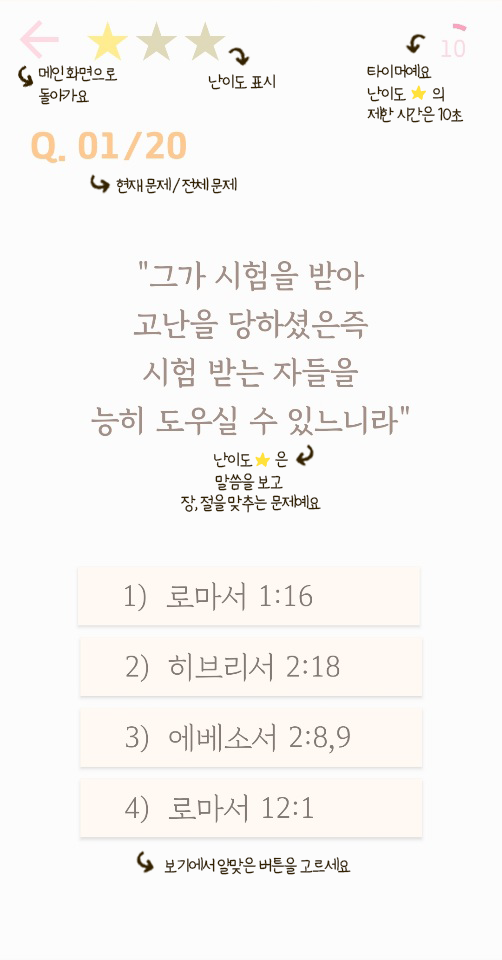 10
메인화면으로
돌아가요
난이도 표시
타이머예요
난이도 ⭐ 의
제한 시간은 10초
Q. 01/20
현재 문제/전체 문제
"그가 시험을 받아
고난을 당하셨은즉
시험 받는 자들을
능히 도우실 수 있느니라"
난이도 ⭐ 은
말씀을 보고
장, 절을 맞추는 문제예요
1) 로마서 1:16
2) 히브리서 2:18
3) 에베소서 2:8,9
4) 로마서 12:1
보기에서 알맞은 버튼을 고르세요